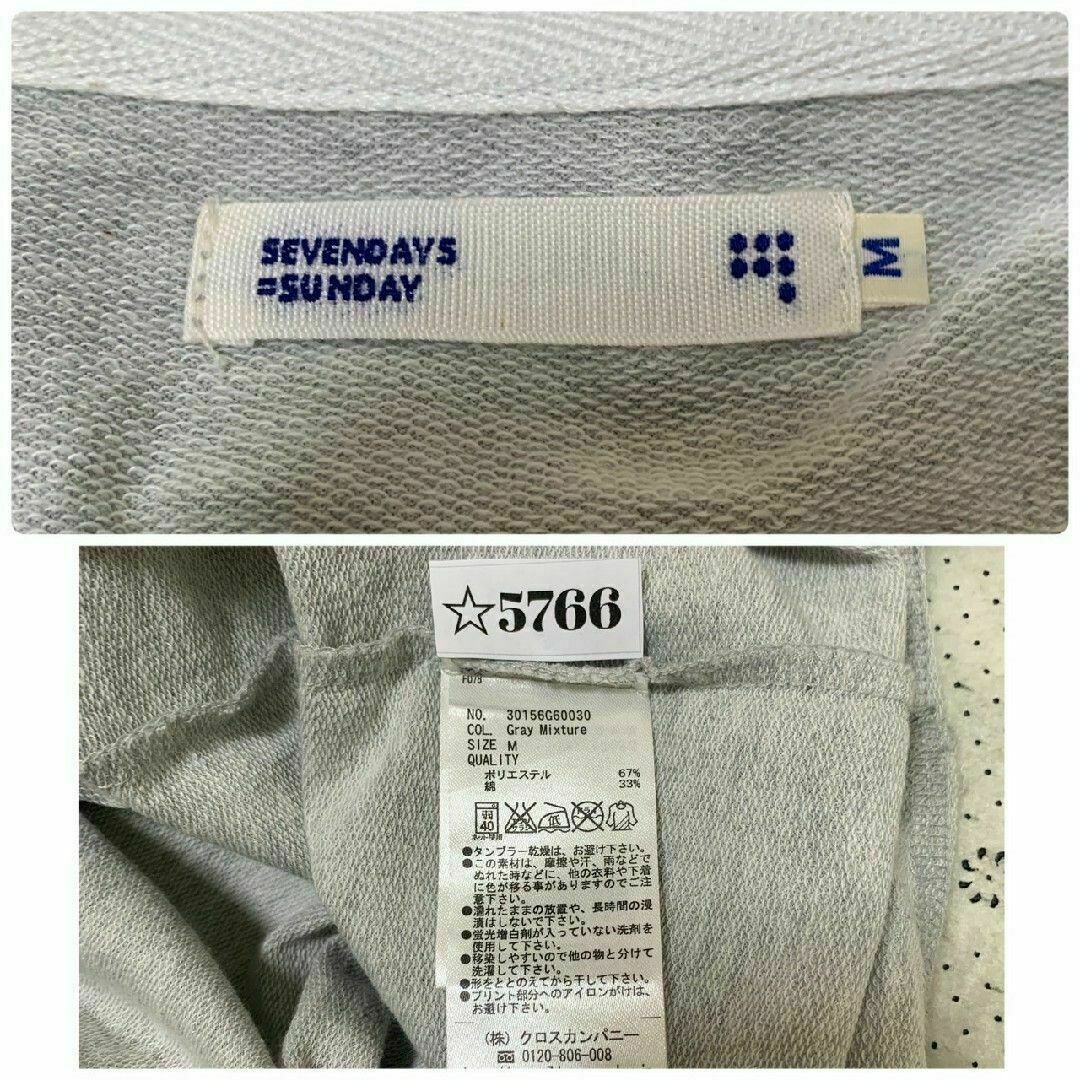 SEVENDAYS
=SUNDAY
M
☆5766
NO. 30156G60030
COL. Gray Mixture
SIZE M
QUALITY
ポリエステル 67%
綿 33%
弱
40
低
ネット使用
●タンブラー乾燥は、お避け下さい。
●この素材は、摩擦や汗、雨などで
ぬれた時などに、他の衣料や下着
に色が移る事がありますのでご注
意下さい。
●濡れたままの放置や、長時間の浸
漬はしないで下さい。
●蛍光増白剤が入っていない洗剤を
使用して下さい。
●移染しやすいので他の物と分けて
洗濯して下さい。
●形をととのえてから干して下さい。
●プリント部分へのアイロンがけは、
お避け下さい。
(株) クロスカンパニー
0120-806-008